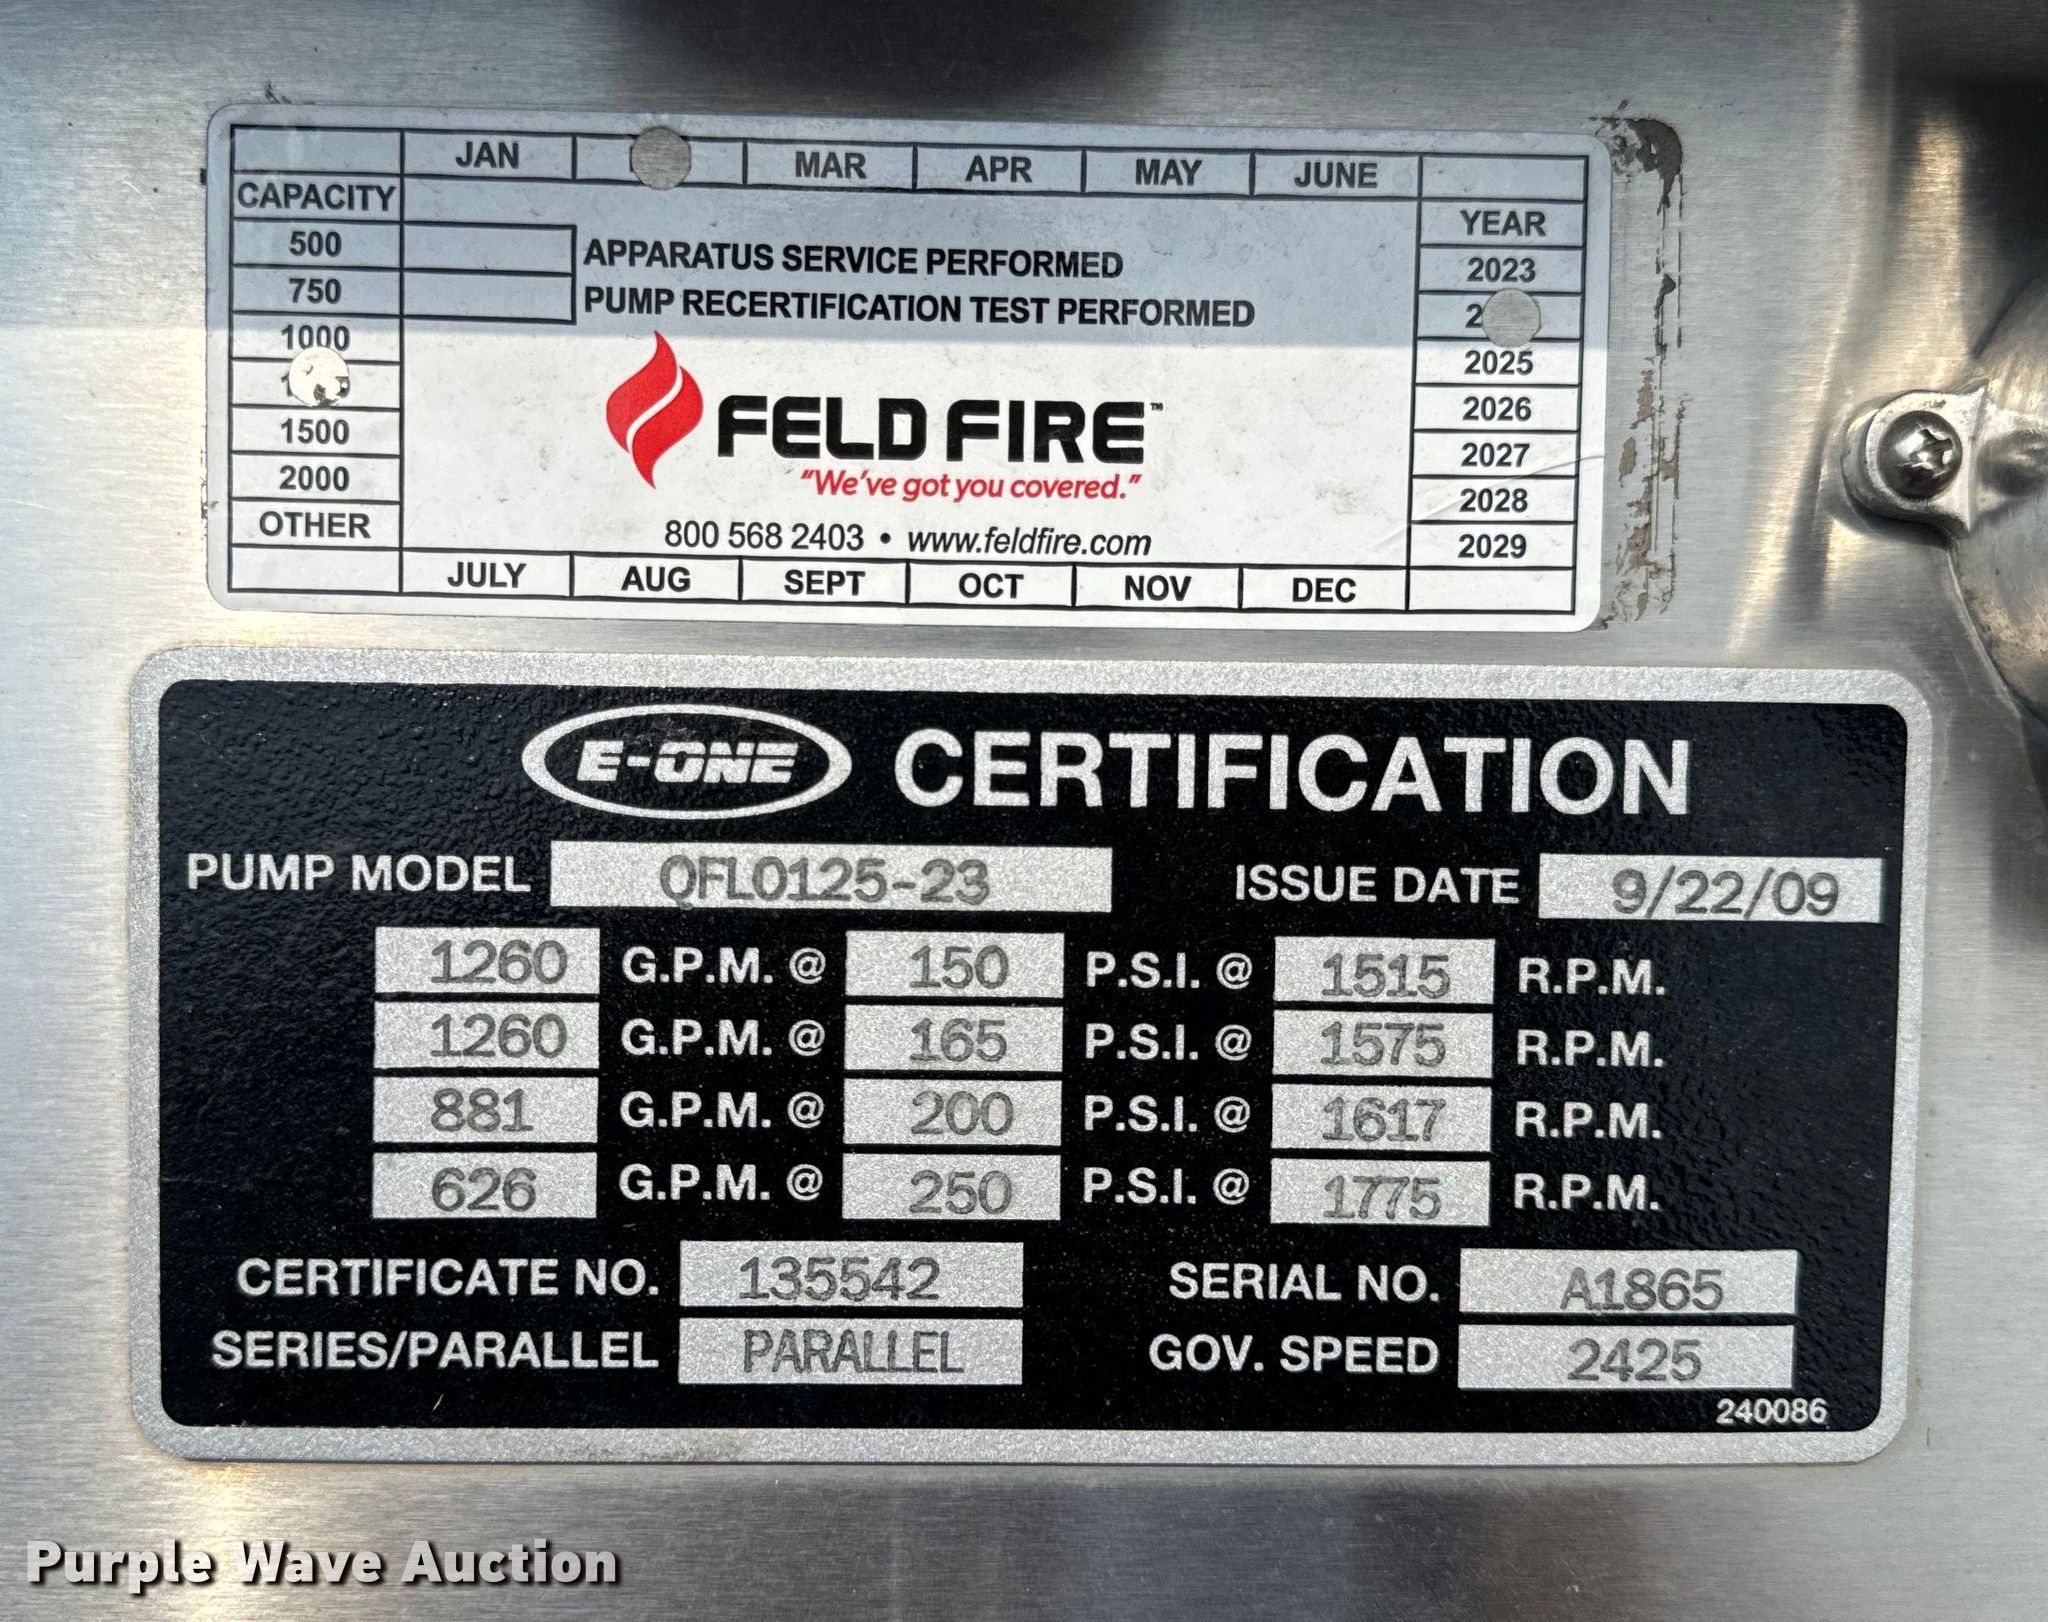 JAN MAR APR MAY JUNE
CAPACITY YEAR
500 APPARATUS SERVICE PERFORMED 2023
750 PUMP RECERTIFICATION TEST PERFORMED
1000 2025
FELD FIRE™ 2026
1500 "We've got you covered." 2027
2000 2028
OTHER 800 568 2403 • www.feldfire.com 2029
JULY AUG SEPT OCT NOV DEC
E-ONE CERTIFICATION
PUMP MODEL QFL0125-23 ISSUE DATE 9/22/09
1260 G.P.M. @ 150 P.S.I. @ 1515 R.P.M.
1260 G.P.M. @ 165 P.S.I. @ 1575 R.P.M.
881 G.P.M. @ 200 P.S.I. @ 1617 R.P.M.
626 G.P.M. @ 250 P.S.I. @ 1775 R.P.M.
CERTIFICATE NO. 135542 SERIAL NO. A1865
SERIES/PARALLEL PARALLEL GOV. SPEED 2425
240086
Purple Wave Auction